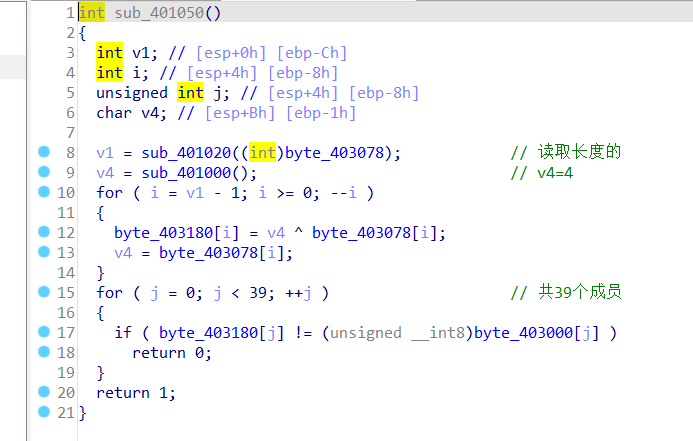 1 int sub_401050()
2 {
3 int v1; // [esp+0h] [ebp-Ch]
4 int i; // [esp+4h] [ebp-8h]
5 unsigned int j; // [esp+4h] [ebp-8h]
6 char v4; // [esp+Bh] [ebp-1h]
7
8 v1 = sub_401020((int)byte_403078); // 读取长度的
9 v4 = sub_401000(); // v4=4
10 for ( i = v1 - 1; i >= 0; --i )
11 {
12 byte_403180[i] = v4 ^ byte_403078[i];
13 v4 = byte_403078[i];
14 }
15 for ( j = 0; j < 39; ++j ) // 共39个成员
16 {
17 if ( byte_403180[j] != (unsigned __int8)byte_403000[j] )
18 return 0;
19 }
20 return 1;
21 }